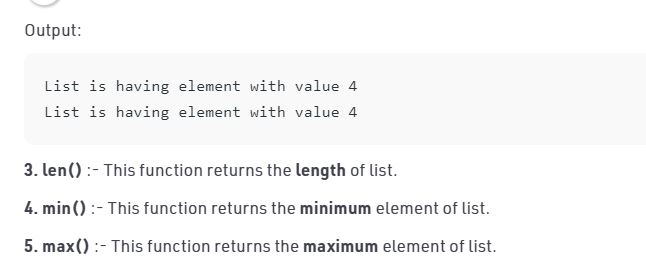 Output:
List is having element with value 4
List is having element with value 4
3. len() :- This function returns the length of list.
4. min() :- This function returns the minimum element of list.
5. max() :- This function returns the maximum element of list.